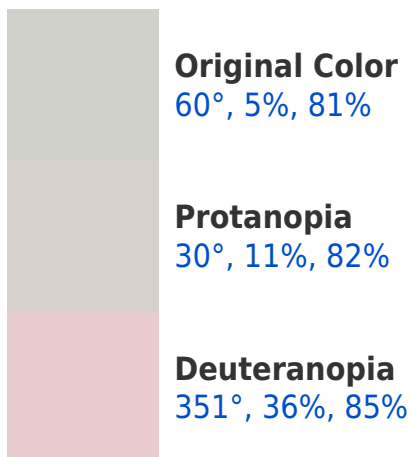 Original Color
60°, 5%, 81%
Protanopia
30°, 11%, 82%
Deuteranopia
351°, 36%, 85%